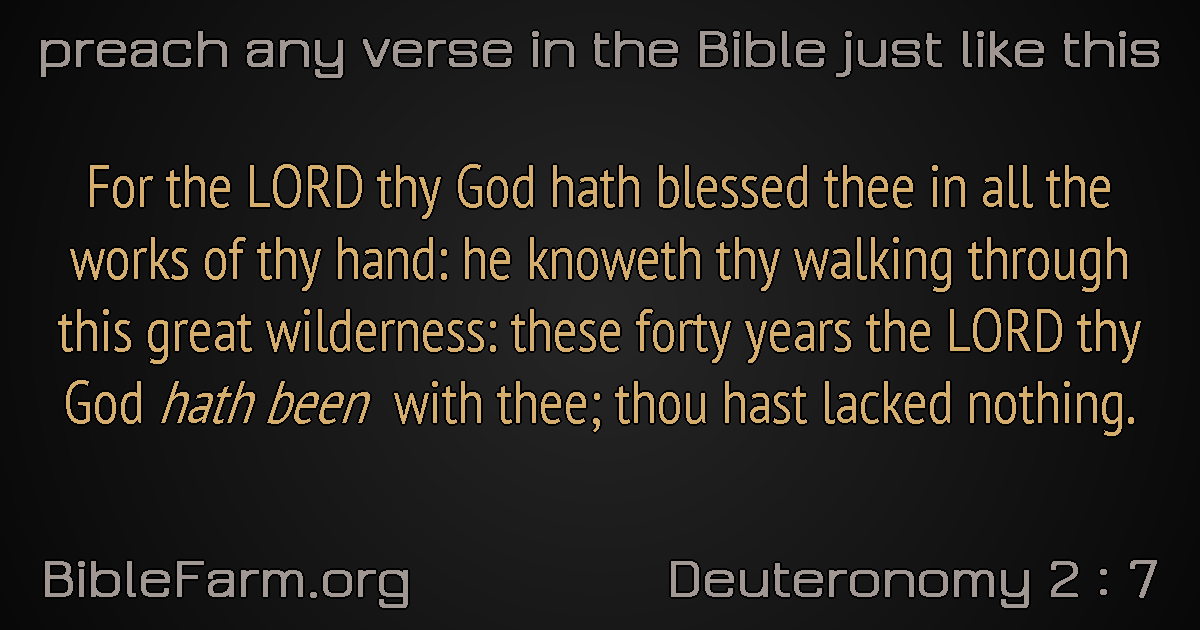 preach any verse in the Bible just like this
For the LORD thy God hath blessed thee in all the
works of thy hand: he knoweth thy walking through
this great wilderness: these forty years the LORD thy
God hath been with thee; thou hast lacked nothing.
BibleFarm.org
Deuteronomy 2 : 7